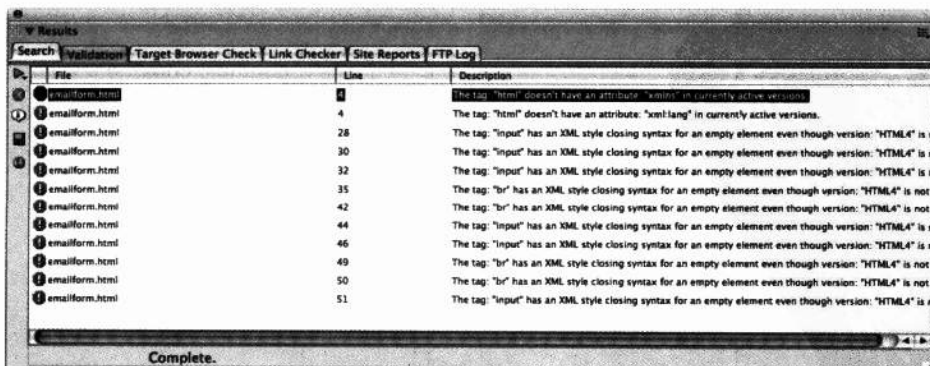 Results
Search Validation Target Browser Check Link Checker Site Reports FTP Log
File Line Description
emailform.html 4 The tag: "html" doesn't have an attribute: "xmlns" in currently active versions.
emailform.html 4 The tag: "html" doesn't have an attribute: "xml:lang" in currently active versions.
emailform.html 28 The tag: "input" has an XML style closing syntax for an empty element even though version: "HTML4" is
emailform.html 30 The tag: "input" has an XML style closing syntax for an empty element even though version: "HTML4" is
emailform.html 32 The tag: "input" has an XML style closing syntax for an empty element even though version: "HTML4" is
emailform.html 35 The tag: "br" has an XML style closing syntax for an empty element even though version: "HTML4" is not
emailform.html 42 The tag: "br" has an XML style closing syntax for an empty element even though version: "HTML4" is not
emailform.html 44 The tag: "input" has an XML style closing syntax for an empty element even though version: "HTML4" is
emailform.html 46 The tag: "input" has an XML style closing syntax for an empty element even though version: "HTML4" is
emailform.html 49 The tag: "br" has an XML style closing syntax for an empty element even though version: "HTML4" is not
emailform.html 50 The tag: "br" has an XML style closing syntax for an empty element even though version: "HTML4" is not
emailform.html 51 The tag: "input" has an XML style closing syntax for an empty element even though version: "HTML4" is
Complete.